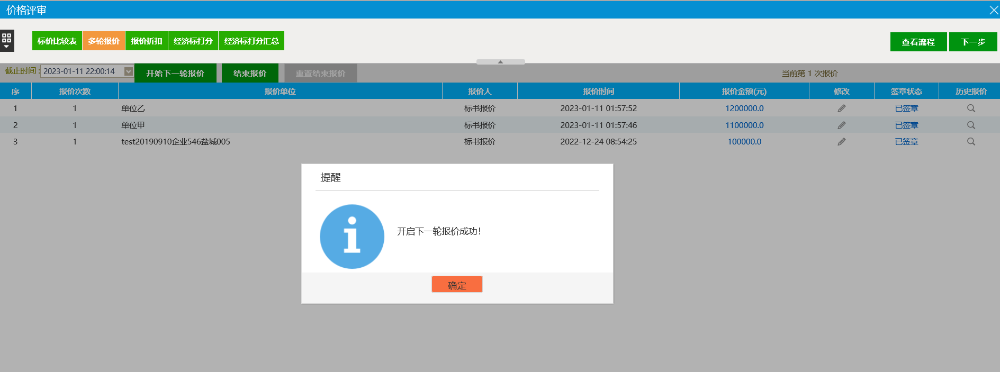 价格评审
标价比较表 多轮报价 报价折扣 经济标打分 经济标打分汇总 查看流程 下一步
截止时间： 2023-01-11 22:00:14 开始下一轮报价 结束报价 重置结束报价 当前第 1 次报价
序 报价次数 报价单位 报价人 报价时间 报价金额(元) 修改 签章状态 历史报价
1 1 单位乙 标书报价 2023-01-11 01:57:52 1200000.0 已签章
2 1 单位甲 标书报价 2023-01-11 01:57:46 1100000.0 已签章
3 1 test20190910企业546盐城005 标书报价 2022-12-24 08:54:25 100000.0 已签章
提醒
开启下一轮报价成功！
确定